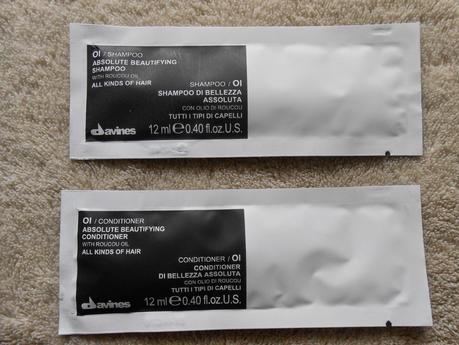 OI / SHAMPOO
ABSOLUTE BEAUTIFYING
SHAMPOO
WITH ROUCOU OIL
ALL KINDS OF HAIR
SHAMPOO / OI
SHAMPOO DI BELLEZZA
ASSOLUTA
CON OLIO DI ROUCOU
TUTTI I TIPI DI CAPELLI
davines
12 ml ℮ 0.40 fl.oz.U.S.
OI / CONDITIONER
ABSOLUTE BEAUTIFYING
CONDITIONER
WITH ROUCOU OIL
ALL KINDS OF HAIR
CONDITIONER / OI
CONDITIONER
DI BELLEZZA ASSOLUTA
CON OLIO DI ROUCOU
TUTTI I TIPI DI CAPELLI
davines
12 ml ℮ 0.40 fl.oz.U.S.